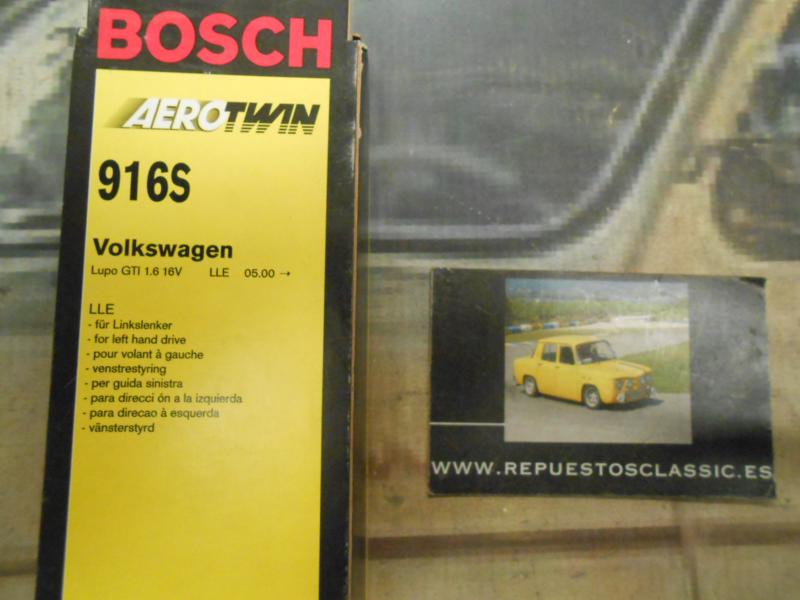 BOSCH
AEROTWIN
916S
Volkswagen
Lupo GTI 1.6 16V LLE 05.00 →
LLE
- für Linkslenker
- for left hand drive
- pour volant à gauche
- venstrestyring
- per guida sinistra
- para direcci ón a la izquierda
- para direcao à esquerda
- vänsterstyrd
WWW.REPUESTOSCLASSIC.ES